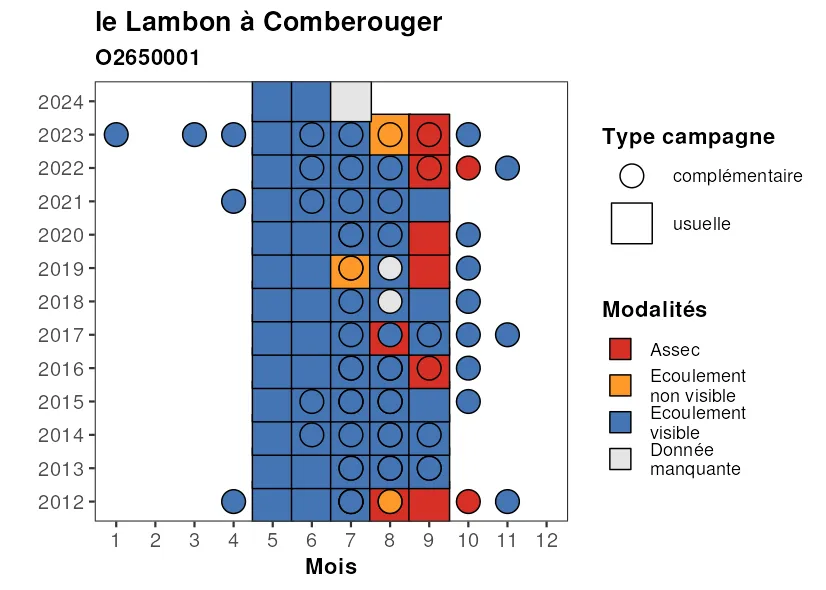 le Lambon à Comberouger
O2650001
2024
2023
2022
2021
2020
2019
2018
2017
2016
2015
2014
2013
2012
1 2 3 4 5 6 7 8 9 10 11 12
Mois
Type campagne
complémentaire
usuelle
Modalités
Assec
Ecoulement
non visible
Ecoulement
visible
Donnée
manquante